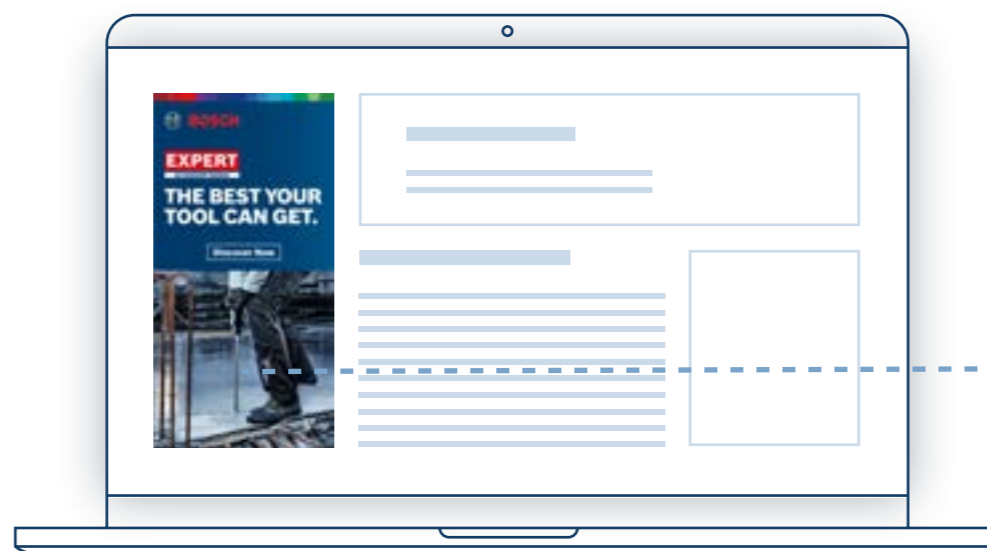 BOSCH
EXPERT
THE BEST YOUR
TOOL CAN GET.
Discover Now